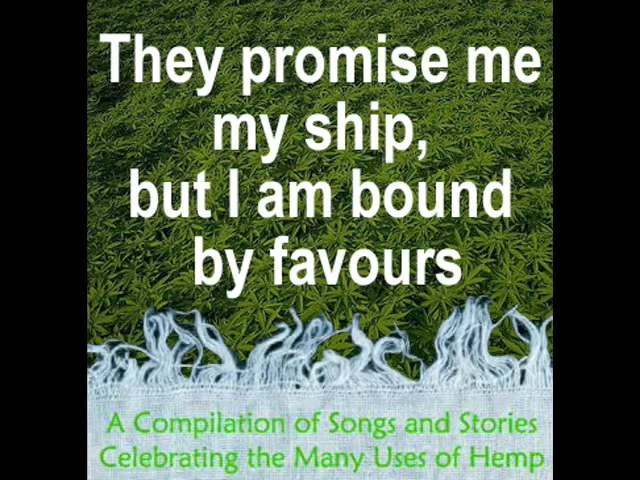 They promise me
my ship,
but I am bound
by favours
A Compilation of Songs and Stories
Celebrating the Many Uses of Hemp